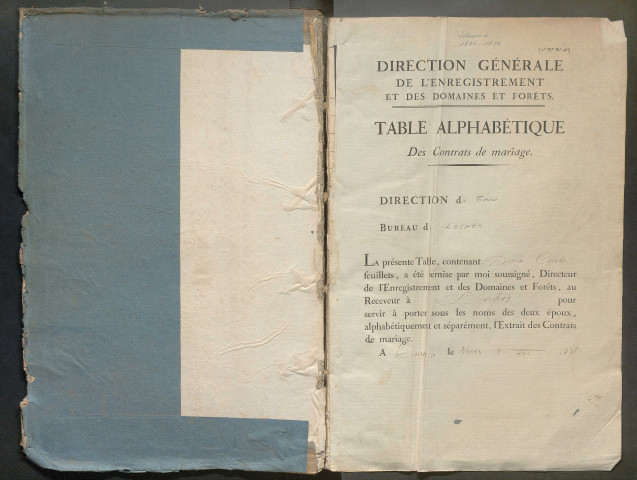 DIRECTION GÉNÉRALE
DE L'ENREGISTREMENT
ET DES DOMAINES ET FORÊTS.
TABLE ALPHABÉTIQUE
Des Contrats de mariage.
DIRECTION d
BUREAU d
LA présente Table, contenant
feuillets, a été remise par moi soussigné, Directeur
de l'Enregistrement et des Domaines et Forêts, au
Receveur à pour
servir à porter sous les noms des deux époux,
alphabétiquement et séparément, l'Extrait des Contrats
de mariage.
A le